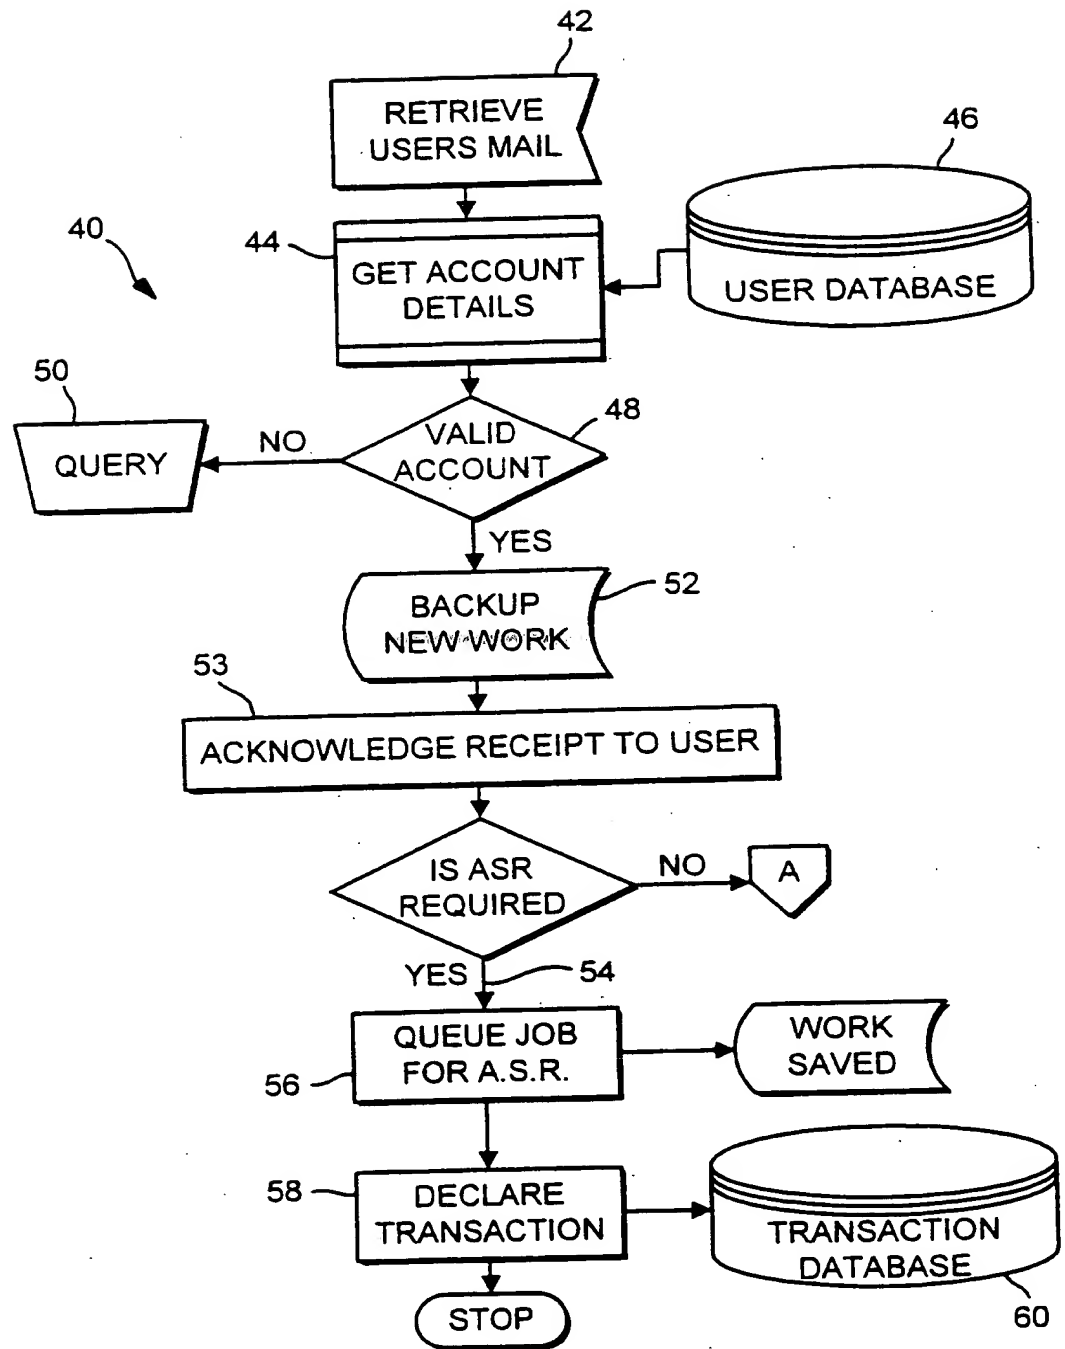 42
RETRIEVE
USERS MAIL
46
40
44
GET ACCOUNT
DETAILS
USER DATABASE
50
48
QUERY
NO
VALID
ACCOUNT
YES
BACKUP
NEW WORK
52
53
ACKNOWLEDGE RECEIPT TO USER
IS ASR
REQUIRED
NO
A
YES
54
QUEUE JOB
FOR A.S.R.
56
WORK
SAVED
58
DECLARE
TRANSACTION
TRANSACTION
DATABASE
60
STOP